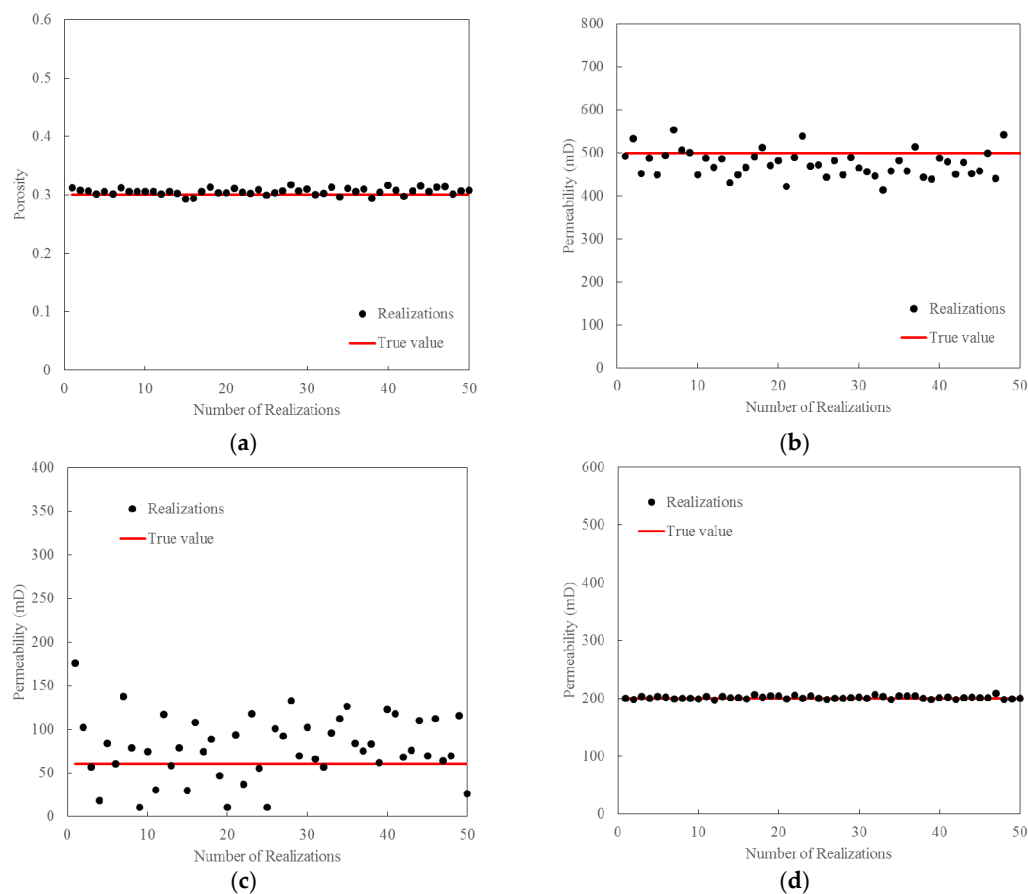 0.6
0.5
0.4
0.3
0.2
0.1
0
Porosity
Realizations
True value
0 10 20 30 40 50
Number of Realizations
(a)
800
700
600
500
400
300
200
100
0
Permeability (mD)
Realizations
True value
0 10 20 30 40 50
Number of Realizations
(b)
400
350
300
250
200
150
100
50
0
Permeability (mD)
Realizations
True value
0 10 20 30 40 50
Number of Realizations
(c)
600
500
400
300
200
100
0
Permeability (mD)
Realizations
True value
0 10 20 30 40 50
Number of Realizations
(d)